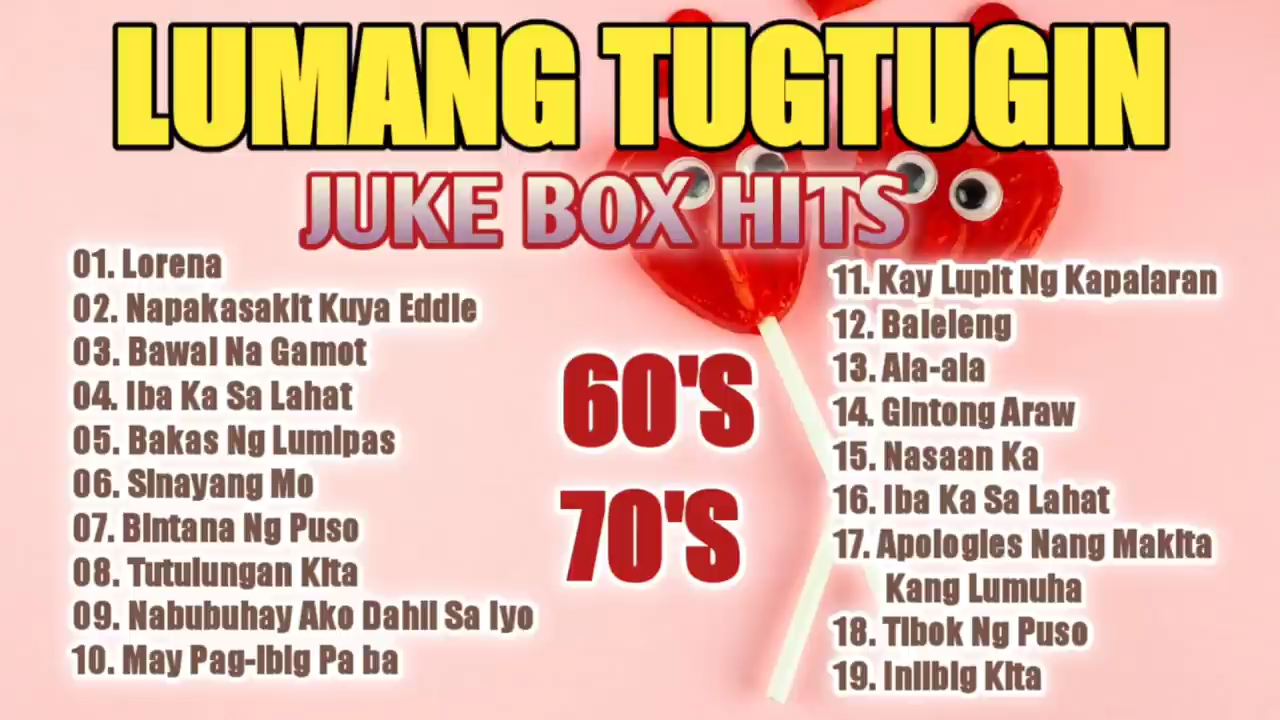 LUMANG TUGTUGIN
JUKE BOX HITS
01. Lorena
02. Napakasakit Kuya Eddie
03. Bawal Na Gamot
04. Iba Ka Sa Lahat
05. Bakas Ng Lumipas
06. Sinayang Mo
07. Bintana Ng Puso
08. Tutulungan Kita
09. Nabubuhay Ako Dahil Sa Iyo
10. May Pag-ibig Pa ba
60'S
70'S
11. Kay Lupit Ng Kapalaran
12. Baleleng
13. Ala-ala
14. Gintong Araw
15. Nasaan Ka
16. Iba Ka Sa Lahat
17. Apologies Nang Makita
Kang Lumuha
18. Tibok Ng Puso
19. Iniibig Kita